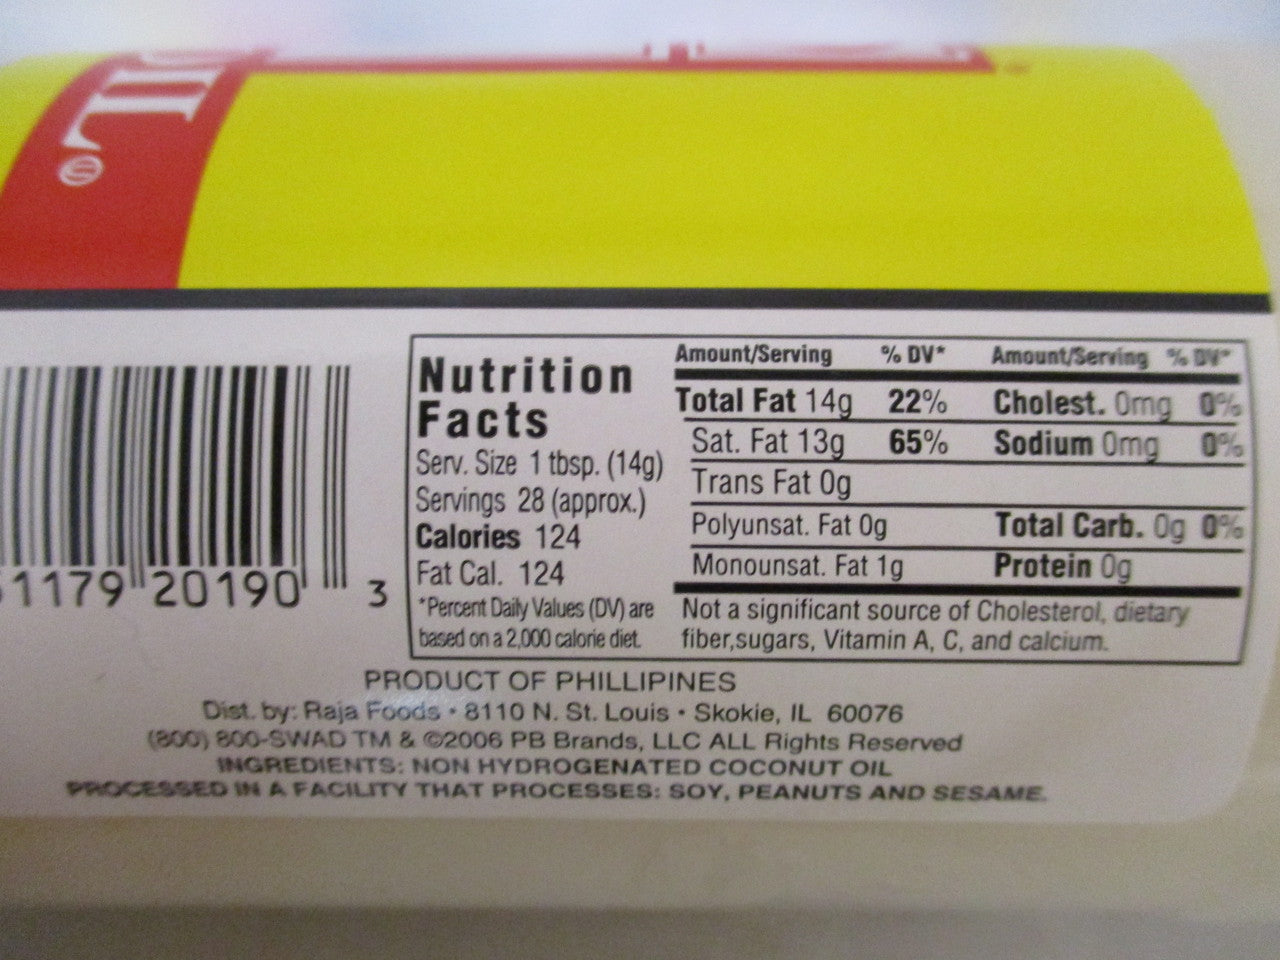 IL®
Nutrition
Facts
Serv. Size 1 tbsp. (14g)
Servings 28 (approx.)
Calories 124
Fat Cal. 124
*Percent Daily Values (DV) are
based on a 2,000 calorie diet.
Amount/Serving % DV* Amount/Serving % DV*
Total Fat 14g 22% Cholest. 0mg 0%
Sat. Fat 13g 65% Sodium 0mg 0%
Trans Fat 0g
Polyunsat. Fat 0g Total Carb. 0g 0%
Monounsat. Fat 1g Protein 0g
Not a significant source of Cholesterol, dietary
fiber,sugars, Vitamin A, C, and calcium.
1179 20190 3
PRODUCT OF PHILLIPINES
Dist. by: Raja Foods • 8110 N. St. Louis • Skokie, IL 60076
(800) 800-SWAD TM & ©2006 PB Brands, LLC ALL Rights Reserved
INGREDIENTS: NON HYDROGENATED COCONUT OIL
PROCESSED IN A FACILITY THAT PROCESSES: SOY, PEANUTS AND SESAME.